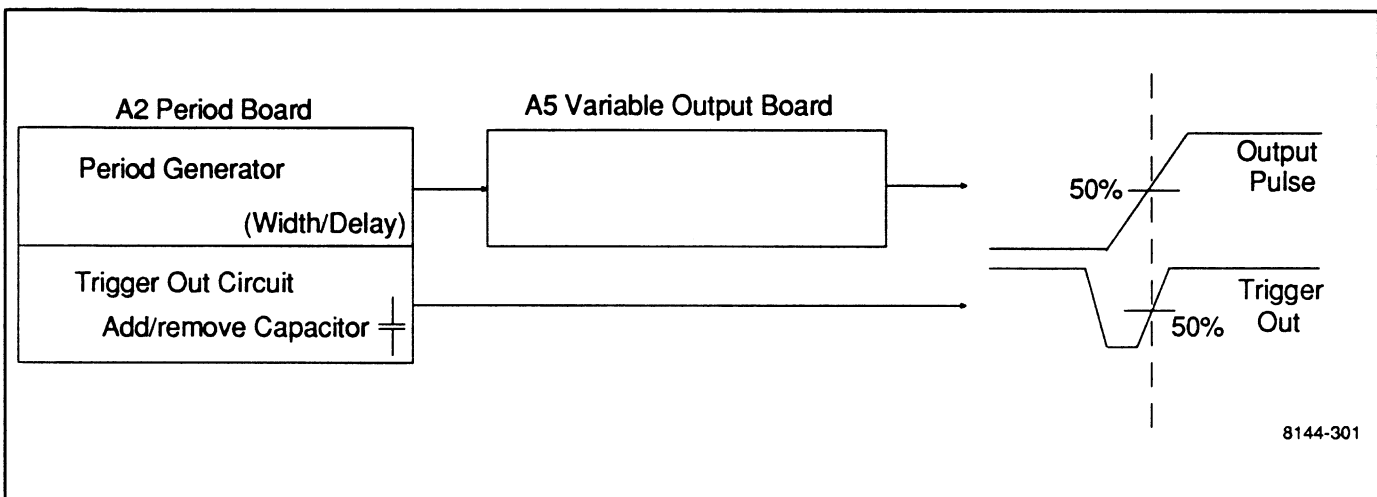 A2 Period Board
A5 Variable Output Board
Period Generator
(Width/Delay)
Trigger Out Circuit
Add/remove Capacitor
50%
Output
Pulse
Trigger
Out
50%
8144-301